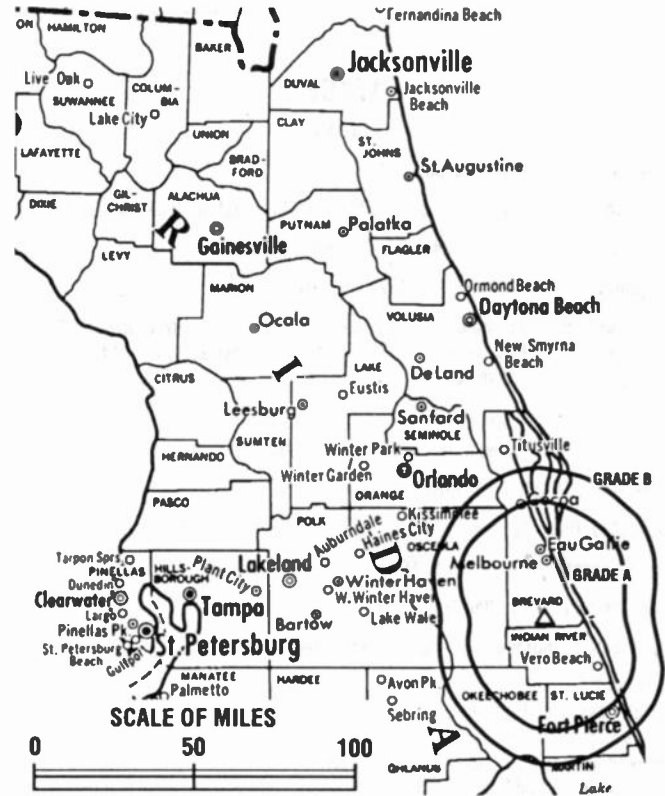 ON
HAMILTON
BAKER
Fernandina Beach
Live Oak
SUWANNEE
COLUM-
BIA
DUVAL
Jacksonville
Jacksonville
Beach
Lake City
CLAY
UNION
BRAD-
FORD
LAFAYETTE
ST.
JOHNS
St. Augustine
DIXIE
GIL-
CHRIST
ALACHUA
R
Gainesville
PUTNAM
Palatka
FLAGLER
LEVY
MARION
Ormond Beach
Daytona Beach
VOLUSIA
Ocala
I
New Smyrna
Beach
LAKE
DeLand
CITRUS
Eustis
Leesburg
Sanford
SEMINOLE
SUMTEN
Titusville
HERNANDO
Winter Park
Winter Garden
Orlando
GRADE B
ORANGE
PASCO
Cocoa
Kissimelee
POLK
Auburndale
Haines City
OSCEOLA
D
Eau Gallie
Melbourne
GRADE A
Tarpon Sprs.
PINELLAS
HILLS-
BOROUGH
Plant City
Lakeland
Dunedin
Clearwater
Winter Haven
W. Winter Haven
BREVARD
Largo
Tampa
Bartow
Lake Wales
Pinellas Pk.
INDIAN RIVER
St. Petersburg
St. Petersburg
Beach
Gulfport
Vero Beach
MANATEE
HARDEE
Avon Pk
OKEECHOBEE
ST. LUCIE
Palmetto
Sebring
Fort Pierce
A
SCALE OF MILES
0 50 100
GHLANUS
MARTIN
Lake